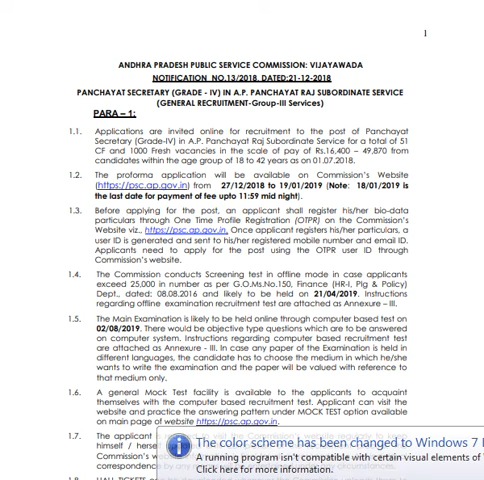 1
ANDHRA PRADESH PUBLIC SERVICE COMMISSION: VIJAYAWADA
NOTIFICATION NO.13/2018, DATED:21-12-2018
PANCHAYAT SECRETARY (GRADE - IV) IN A.P. PANCHAYAT RAJ SUBORDINATE SERVICE
(GENERAL RECRUITMENT-Group-III Services)
PARA – 1:
1.1. Applications are invited online for recruitment to the post of Panchayat
Secretary (Grade-IV) in A.P. Panchayat Raj Subordinate Service for a total of 51
CF and 1000 Fresh vacancies in the scale of pay of Rs.16,400 – 49,870 from
candidates within the age group of 18 to 42 years as on 01.07.2018.
1.2. The proforma application will be available on Commission's Website
(https://psc.ap.gov.in) from 27/12/2018 to 19/01/2019 (Note: 18/01/2019 is
the last date for payment of fee upto 11:59 mid night).
1.3. Before applying for the post, an applicant shall register his/her bio-data
particulars through One Time Profile Registration (OTPR) on the Commission's
Website viz., https://psc.ap.gov.in. Once applicant registers his/her particulars, a
user ID is generated and sent to his/her registered mobile number and email ID.
Applicants need to apply for the post using the OTPR user ID through
Commission's website.
1.4. The Commission conducts Screening test in offline mode in case applicants
exceed 25,000 in number as per G.O.Ms.No.150, Finance (HR-I, Plg & Policy)
Dept., dated: 08.08.2016 and likely to be held on 21/04/2019. Instructions
regarding offline examination recruitment test are attached as Annexure – III.
1.5. The Main Examination is likely to be held online through computer based test on
02/08/2019. There would be objective type questions which are to be answered
on computer system. Instructions regarding computer based recruitment test
are attached as Annexure - III. In case any paper of the Examination is held in
different languages, the candidate has to choose the medium in which he/she
wants to write the examination and the paper will be valued with reference to
that medium only.
1.6. A general Mock Test facility is available to the applicants to acquaint
themselves with the computer based recruitment test. Applicant can visit the
website and practice the answering pattern under MOCK TEST option available
on main page of website https://psc.ap.gov.in.
1.7. The applicant
himself / herse
Commission's we
correspondence
The color scheme has been changed to Windows 7
A running program isn't compatible with certain visual elements of
Click here for more information.